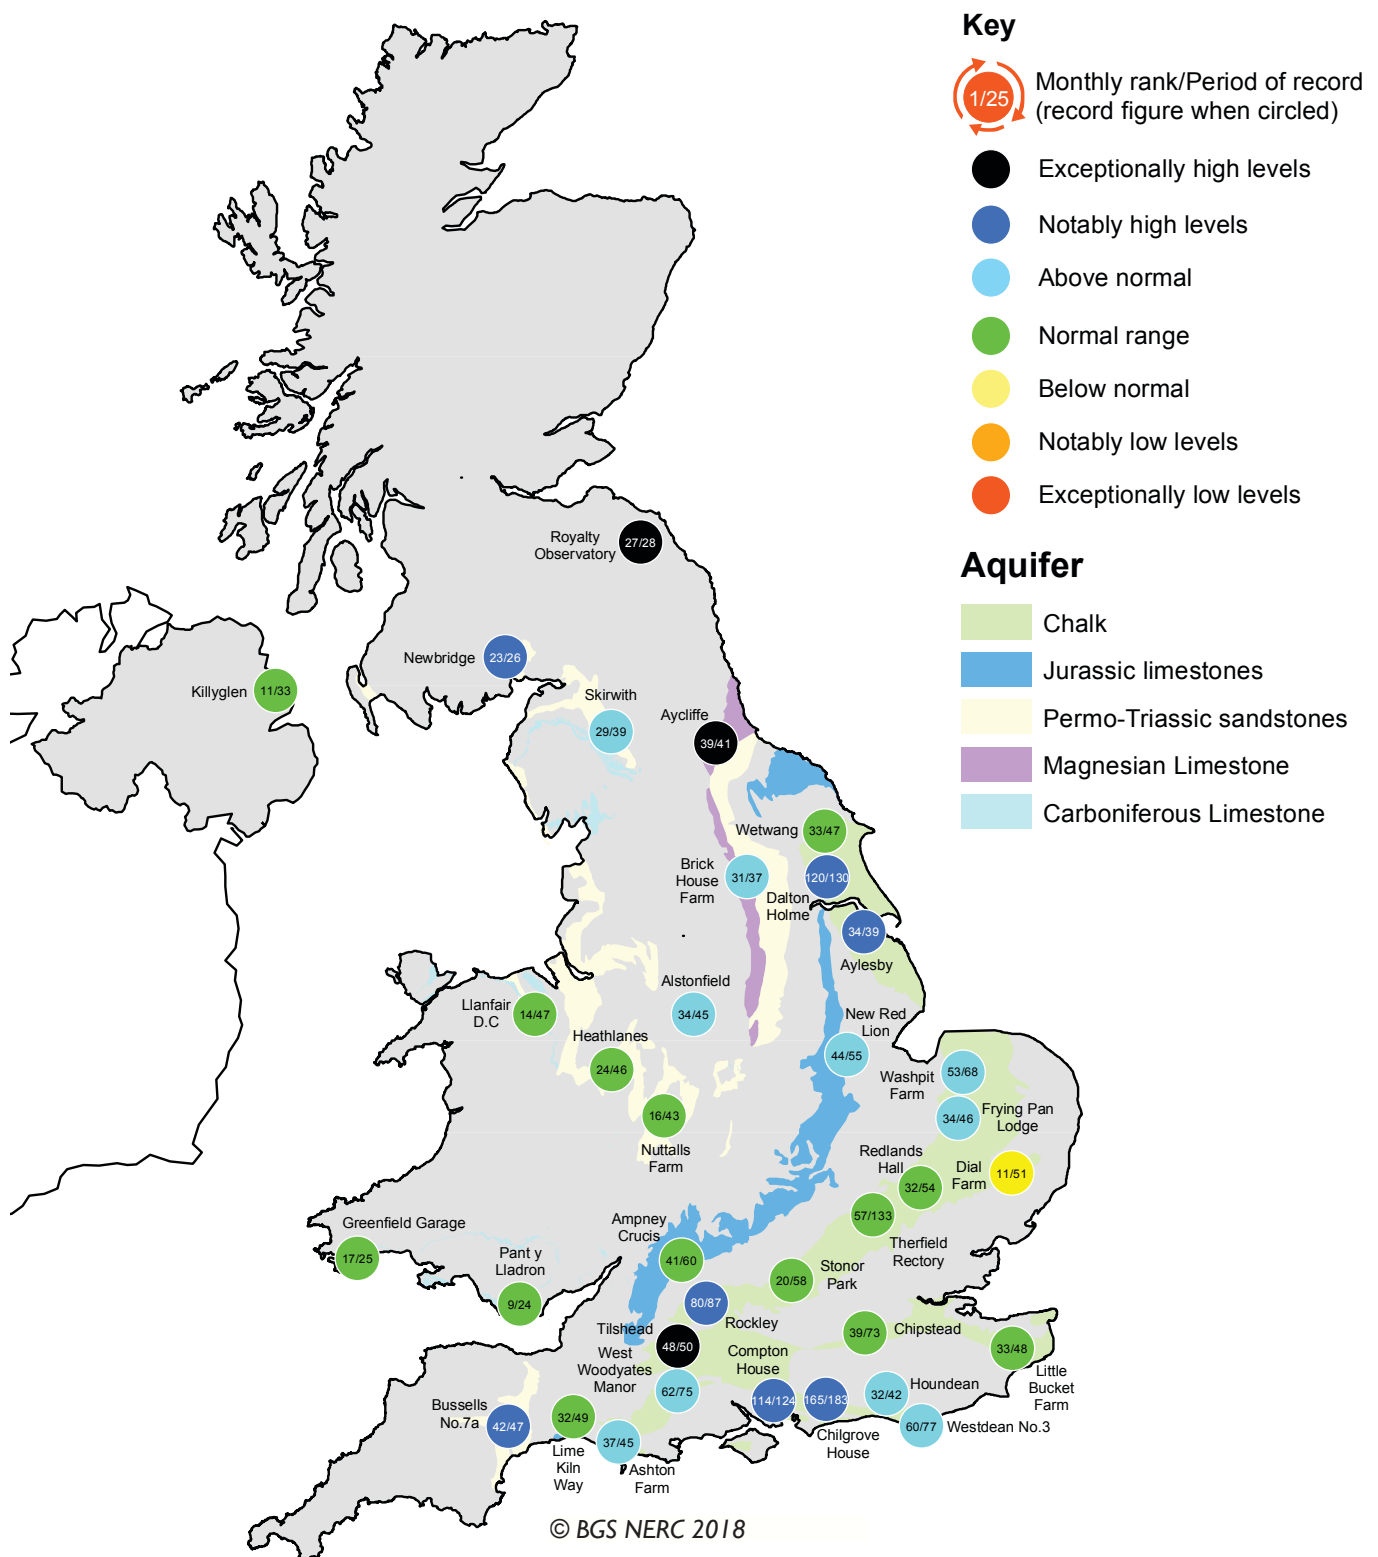 Key
1/25
Monthly rank/Period of record
(record figure when circled)
Exceptionally high levels
Notably high levels
Above normal
Normal range
Below normal
Notably low levels
Exceptionally low levels
Aquifer
Chalk
Jurassic limestones
Permo-Triassic sandstones
Magnesian Limestone
Carboniferous Limestone
Royalty
Observatory
27/28
Newbridge
23/26
Killyglen
11/33
Skirwith
29/39
Aycliffe
39/41
Wetwang
33/47
Brick
House
Farm
31/37
120/130
Dalton
Holme
34/39
Aylesby
Llanfair
D.C
14/47
Alstonfield
34/45
New Red
Lion
44/55
Heathlanes
24/46
Washpit
Farm
53/68
16/43
Nuttalls
Farm
34/46
Frying Pan
Lodge
Redlands
Hall
32/54
Dial
Farm
11/51
57/133
Therfield
Rectory
Greenfield Garage
17/25
Pant y
Lladron
9/24
Ampney
Crucis
41/60
20/58
Stonor
Park
80/87
Rockley
Tilshead
48/50
39/73
Chipstead
33/48
Little
Bucket
Farm
West
Woodyates
Manor
62/75
Compton
House
114/124
165/183
Chilgrove
House
32/42
Houndean
60/77
Westdean No.3
Bussells
No.7a
42/47
32/49
Lime
Kiln
Way
37/45
Ashton
Farm
© BGS NERC 2018